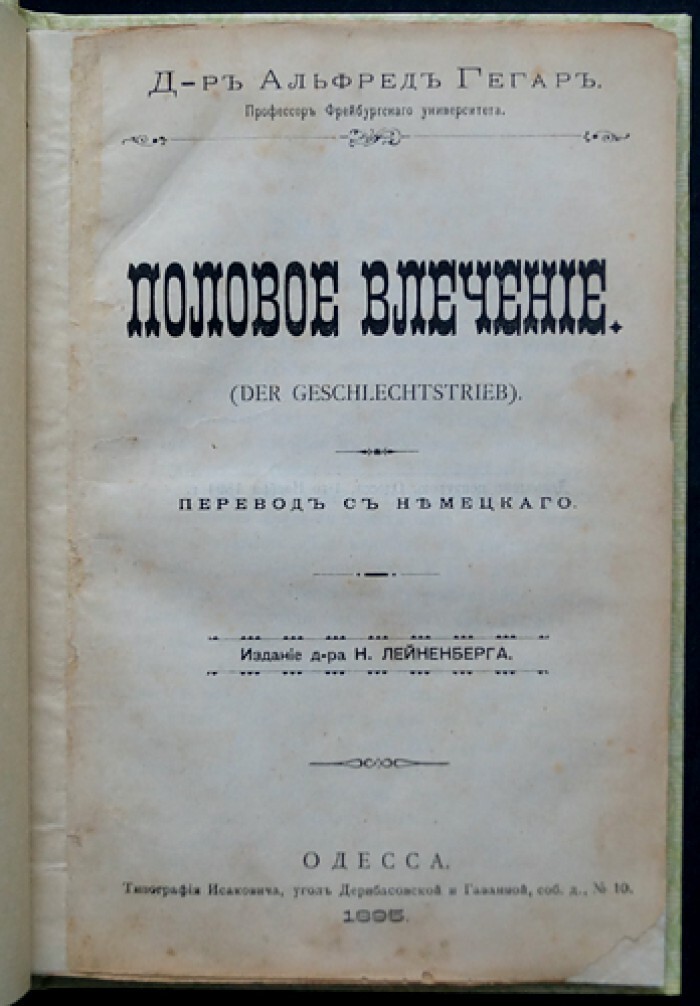 Д-ръ Альфредъ Гегаръ.
Профессоръ Фрейбургскаго университета.
ПОЛОВОЕ ВЛЕЧЕНІЕ.
(DER GESCHLECHTSTRIEB).
ПЕРЕВОДЪ СЪ НѢМЕЦКАГО.
Изданіе д-ра Н. ЛЕЙНЕНБЕРГА.
ОДЕССА.
Типографія Исаковича, уголъ Дерибасовской и Гаванной, соб. д., № 10.
1895.